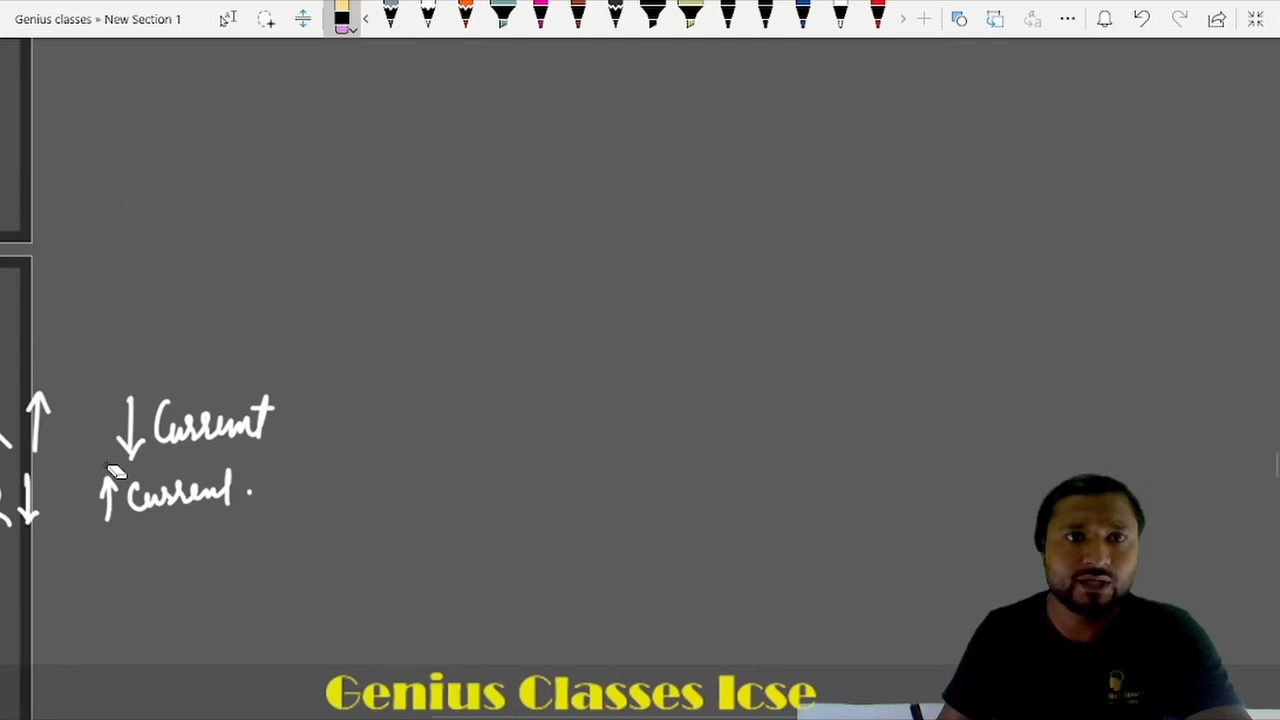 Genius classes » New Section 1
↑ ↓ Current
↓ ↑ Current .
Genius Classes Icse